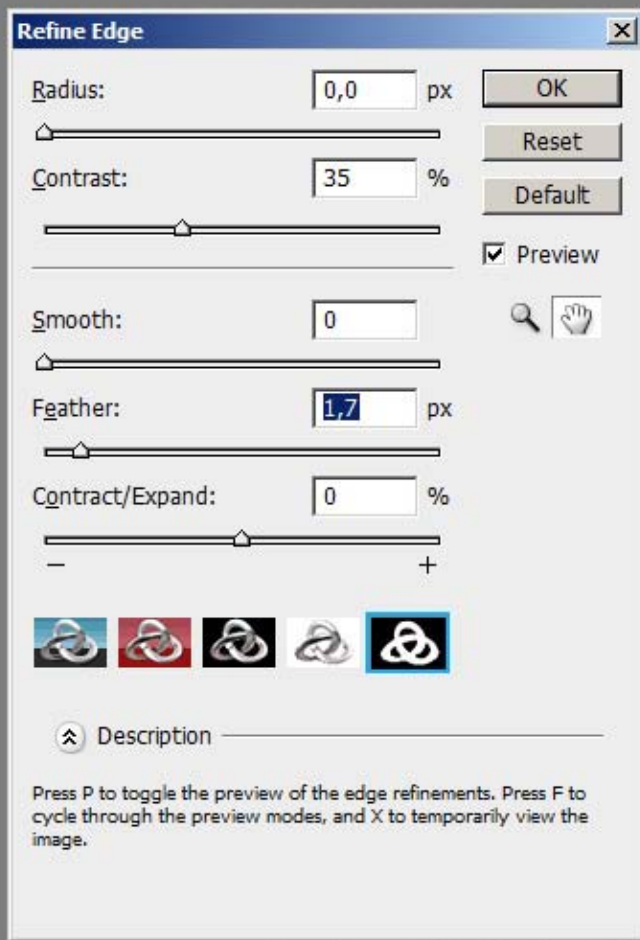 Refine Edge
Radius: 0,0 px
OK
Reset
Contrast: 35 %
Default
Preview
Smooth: 0
Feather: 1,7 px
Contract/Expand: 0 %
− +
Description
Press P to toggle the preview of the edge refinements. Press F to
cycle through the preview modes, and X to temporarily view the
image.